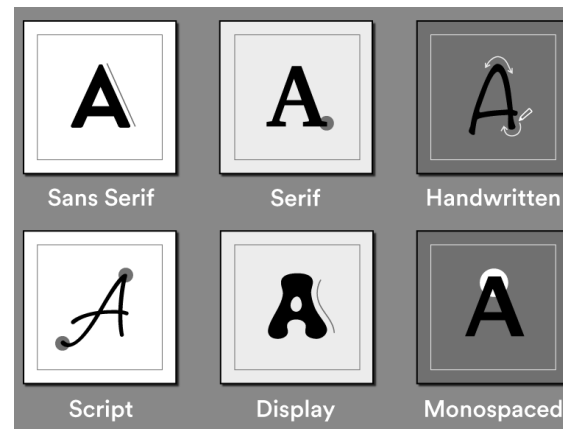 A A A
Sans Serif Serif Handwritten
A A A
Script Display Monospaced